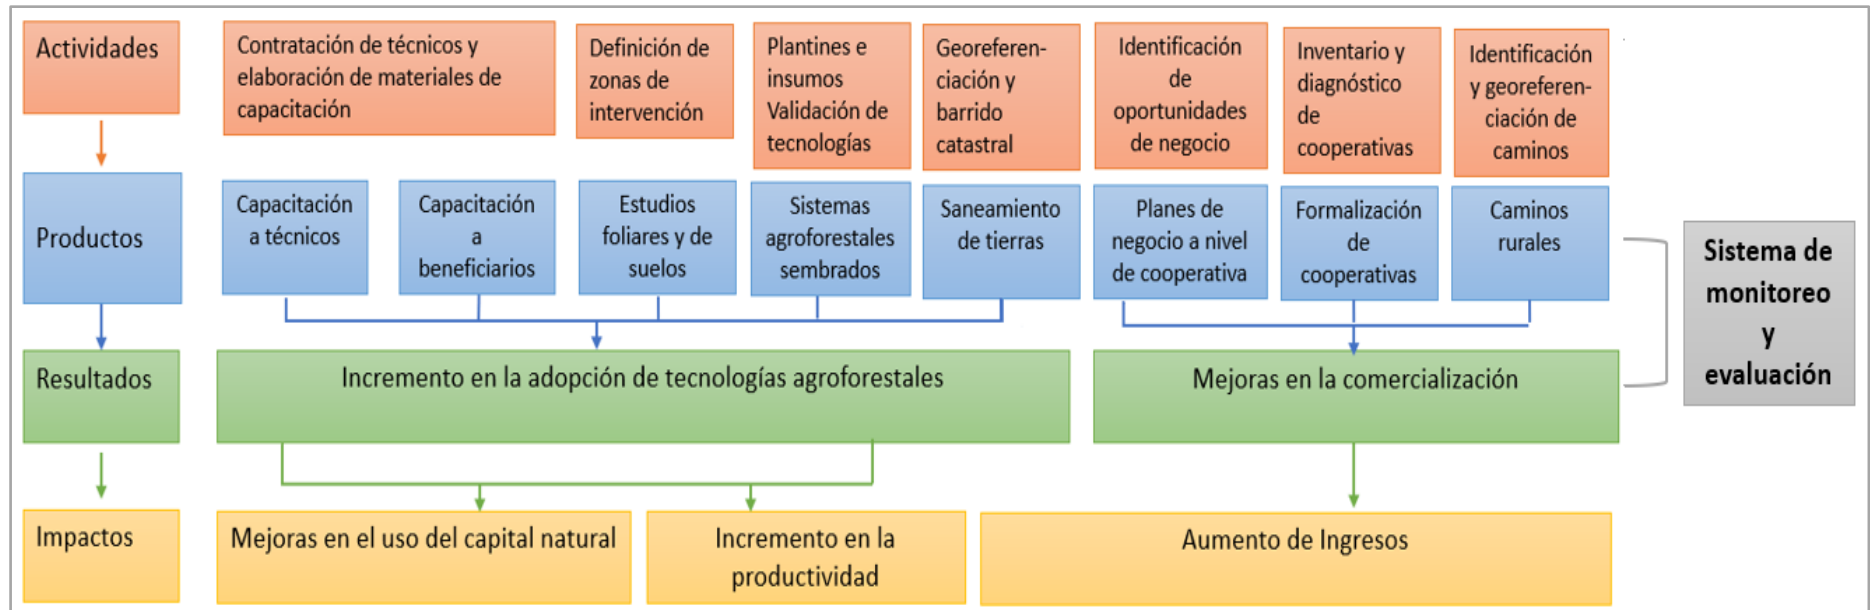 Actividades
Contratación de técnicos y
elaboración de materiales de
capacitación
Definición de
zonas de
intervención
Plantines e
insumos
Validación de
tecnologías
Georeferen-
ciación y
barrido
catastral
Identificación
de
oportunidades
de negocio
Inventario y
diagnóstico
de
cooperativas
Identificación
y georeferen-
ciación de
caminos
Productos
Capacitación
a técnicos
Capacitación
a
beneficiarios
Estudios
foliares y de
suelos
Sistemas
agroforestales
sembrados
Saneamiento
de tierras
Planes de
negocio a nivel
de cooperativa
Formalización
de
cooperativas
Caminos
rurales
Sistema de
monitoreo
y
evaluación
Resultados
Incremento en la adopción de tecnologías agroforestales
Mejoras en la comercialización
Impactos
Mejoras en el uso del capital natural
Incremento en la
productividad
Aumento de Ingresos